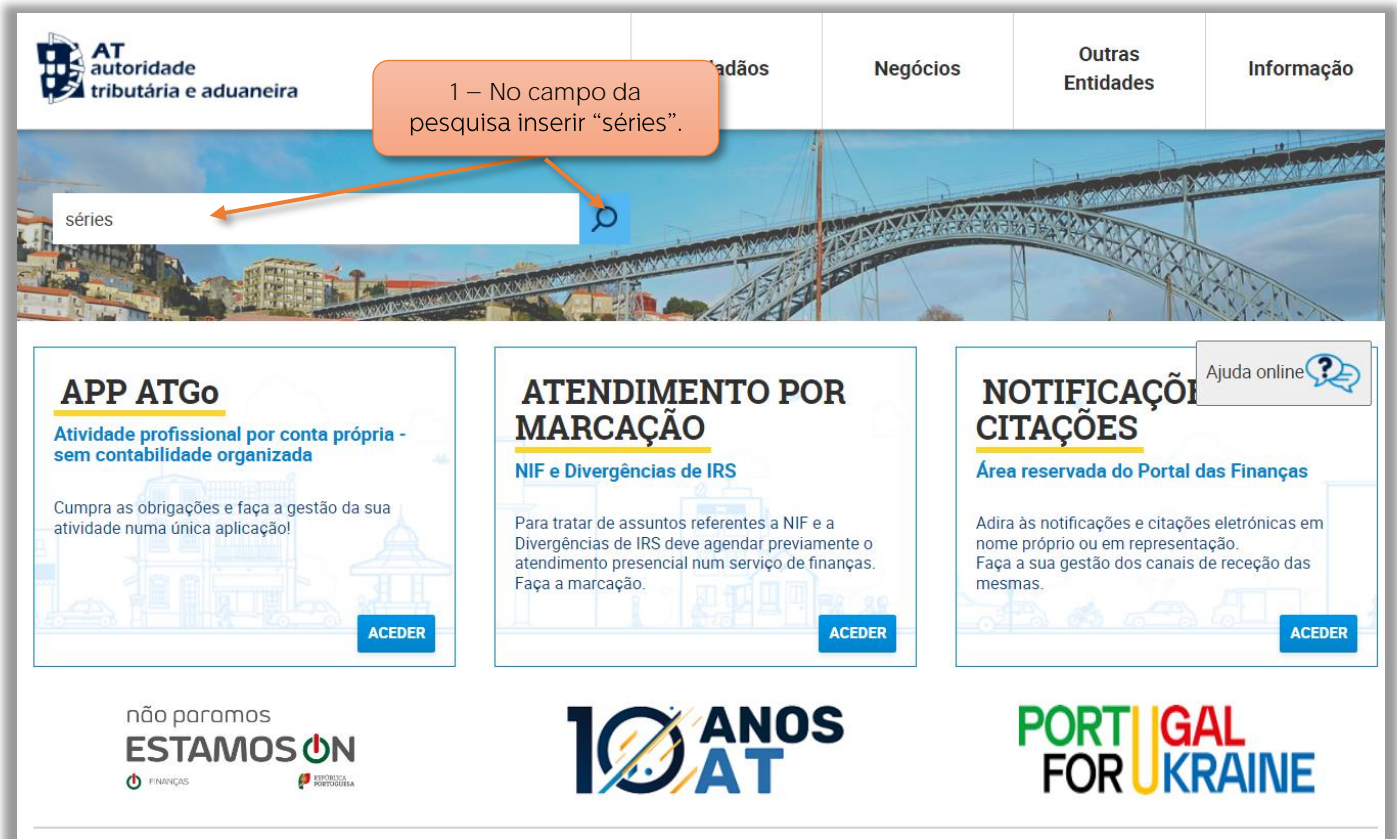 AT
autoridade
tributária e aduaneira
dadãos
Negócios
Outras
Entidades
Informação
1 – No campo da
pesquisa inserir “séries”.
séries
Ajuda online
APP ATGo
Atividade profissional por conta própria -
sem contabilidade organizada
Cumpra as obrigações e faça a gestão da sua
atividade numa única aplicação!
ACEDER
ATENDIMENTO POR
MARCAÇÃO
NIF e Divergências de IRS
Para tratar de assuntos referentes a NIF e a
Divergências de IRS deve agendar previamente o
atendimento presencial num serviço de finanças.
Faça a marcação.
ACEDER
NOTIFICAÇÕE
CITAÇÕES
Área reservada do Portal das Finanças
Adira às notificações e citações eletrónicas em
nome próprio ou em representação.
Faça a sua gestão dos canais de receção das
mesmas.
ACEDER
não paramos
ESTAMOS ON
FINANÇAS
REPÚBLICA
PORTUGUESA
10 ANOS
AT
PORTUGAL
FOR UKRAINE